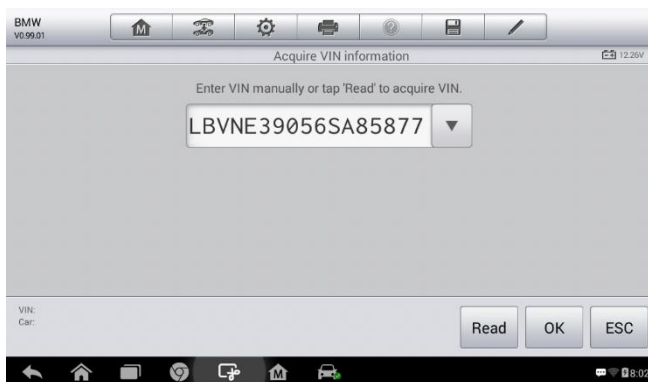 BMW
V0.99.01
Acquire VIN information
12.26V
Enter VIN manually or tap 'Read' to acquire VIN.
LBVNE39056SA85877
VIN:
Car:
Read
OK
ESC
8:02